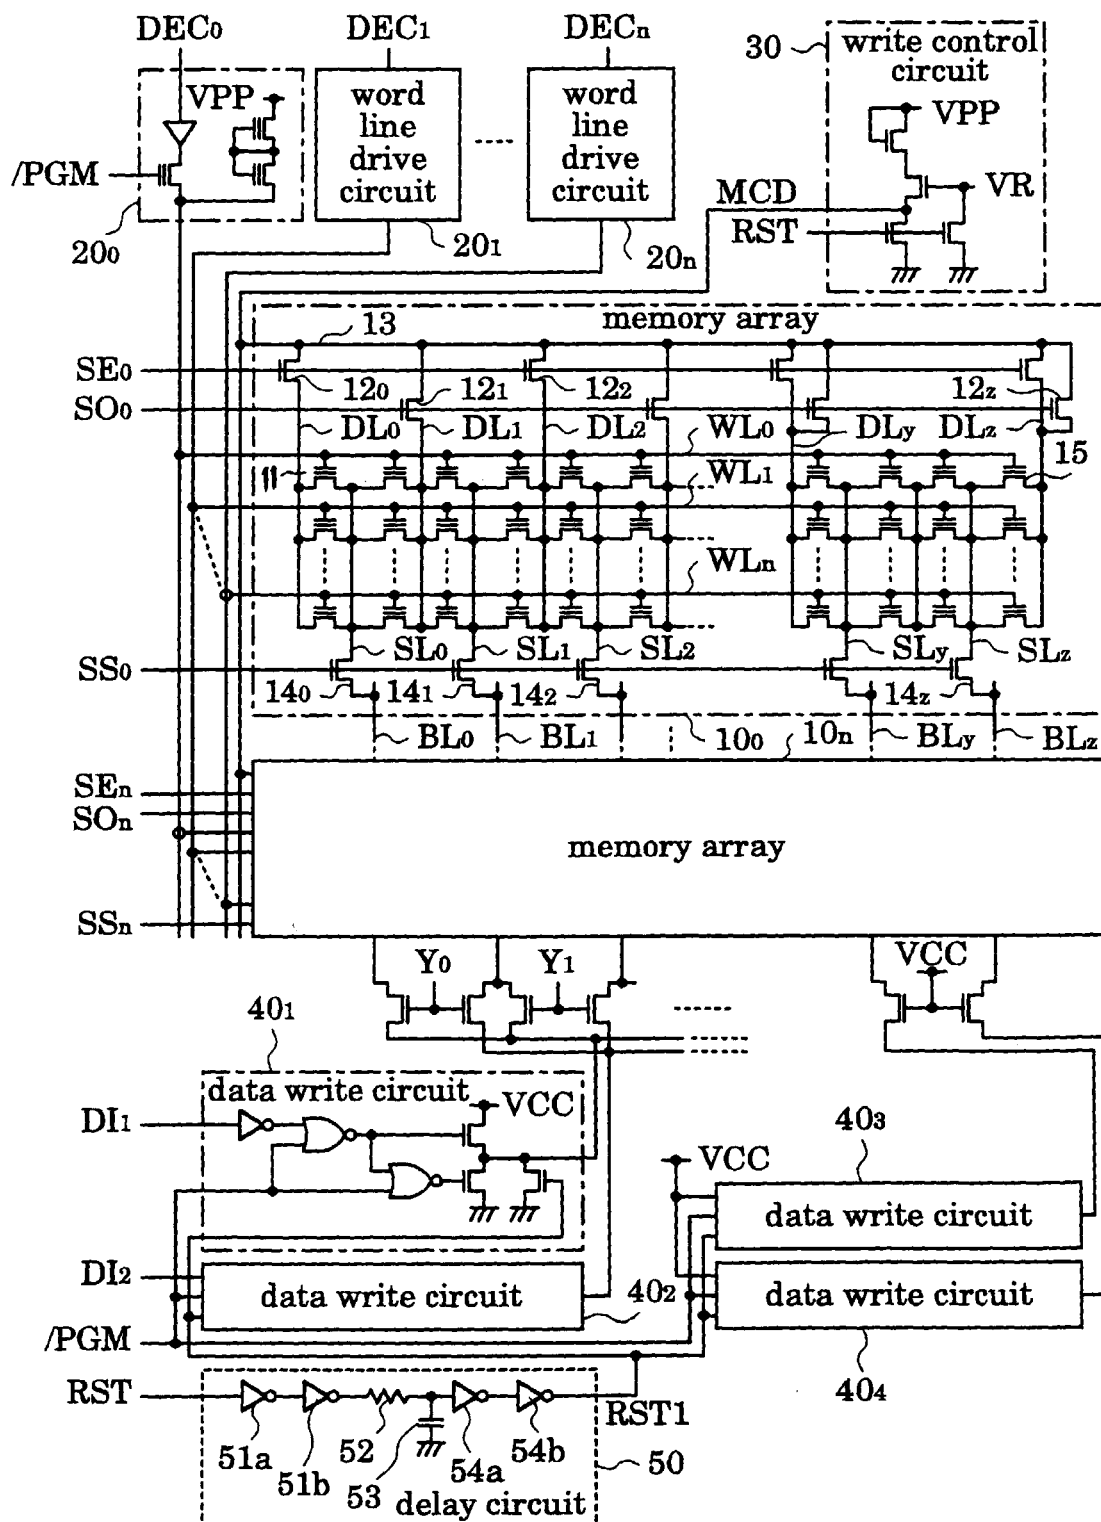 DEC0 DEC1 DECn
30 write control circuit
VPP word line drive circuit word line drive circuit VPP
/PGM MCD VR
RST
200 201 20n
memory array
13
SE0 120 122
SO0 121 12z
DL0 DL1 DL2 WL0 DLy DLz
11 WL1 15
WLn
SL0 SL1 SL2 SLy SLz
SS0
140 141 142 14z
BL0 BL1 100 10n BLy BLz
SEn
SOn
memory array
SSn
Y0 Y1 VCC
401
data write circuit
DI1 VCC
403
VCC
data write circuit
DI2
data write circuit 402 data write circuit
/PGM
404
RST RST1
51a 51b 52 53 54a 54b 50
delay circuit